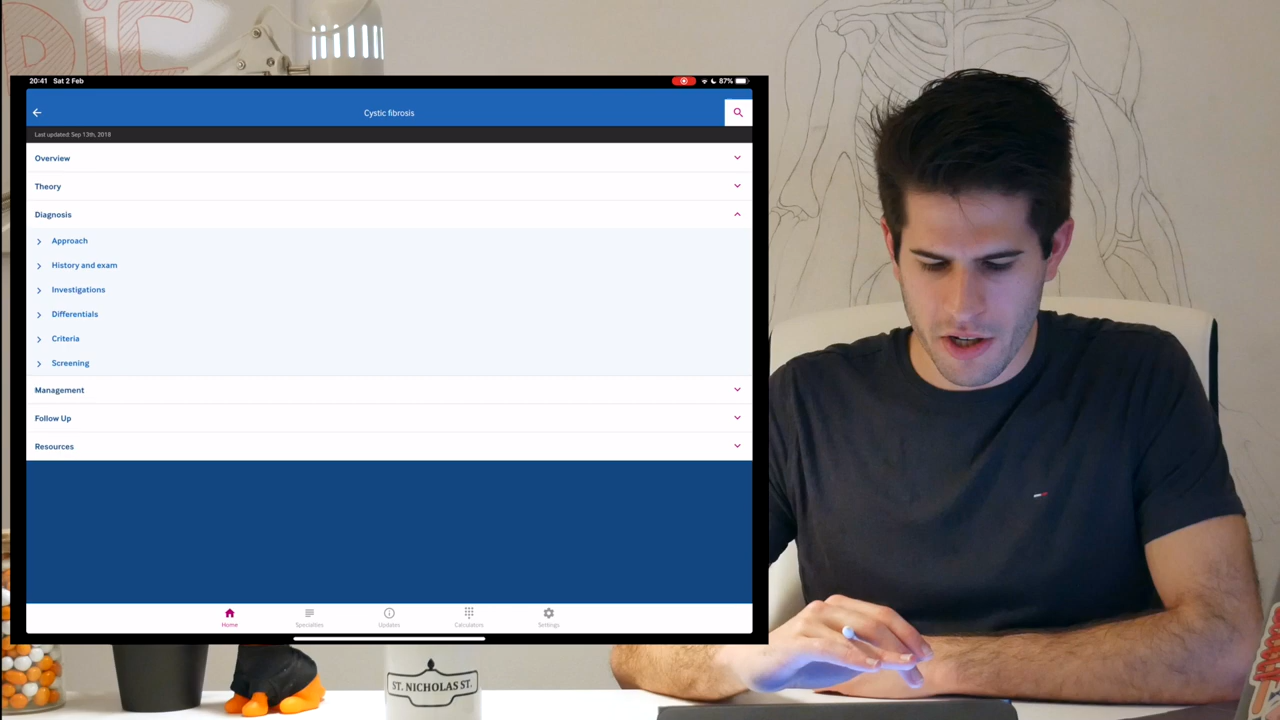 DiC
20:41 Sat 2 Feb
87%
Cystic fibrosis
Last updated: Sep 13th, 2018
Overview
Theory
Diagnosis
Approach
History and exam
Investigations
Differentials
Criteria
Screening
Management
Follow Up
Resources
Home
Specialties
Updates
Calculators
Settings
ST. NICHOLAS ST.